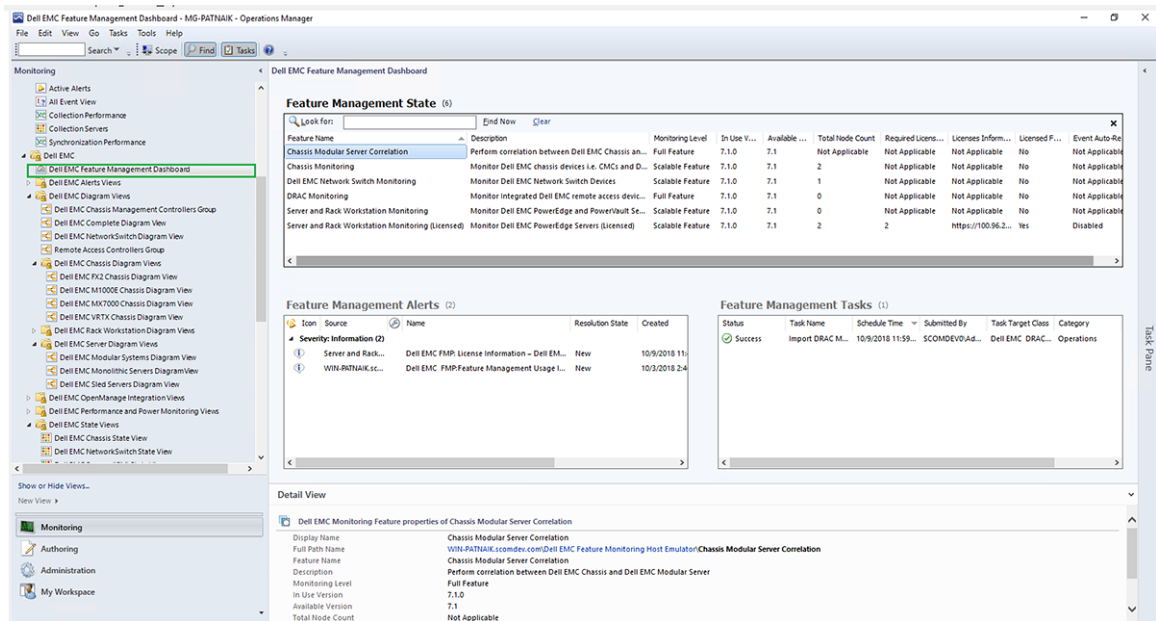 Dell EMC Feature Management Dashboard - MG-PATNAIK - Operations Manager
File Edit View Go Tasks Tools Help
Search Scope Find Tasks
Monitoring
Active Alerts
All Event View
Collection Performance
Collection Servers
Synchronization Performance
Dell EMC
Dell EMC Feature Management Dashboard
Dell EMC Alerts Views
Dell EMC Diagram Views
Dell EMC Chassis Management Controllers Group
Dell EMC Complete Diagram View
Dell EMC NetworkSwitch Diagram View
Remote Access Controllers Group
Dell EMC Chassis Diagram Views
Dell EMC FX2 Chassis Diagram View
Dell EMC M1000E Chassis Diagram View
Dell EMC MX7000 Chassis Diagram View
Dell EMC VRTX Chassis Diagram View
Dell EMC Rack Workstation Diagram Views
Dell EMC Server Diagram Views
Dell EMC Modular Systems Diagram View
Dell EMC Monolithic Servers DiagramView
Dell EMC Sled Servers Diagram View
Dell EMC OpenManage Integration Views
Dell EMC Performance and Power Monitoring Views
Dell EMC State Views
Dell EMC Chassis State View
Dell EMC NetworkSwitch State View
Show or Hide Views...
New View
Monitoring
Authoring
Administration
My Workspace
Dell EMC Feature Management Dashboard
Feature Management State (6)
Look for: Find Now Clear
Feature Name Description Monitoring Level In Use V... Available ... Total Node Count Required Licens... Licenses Inform... Licensed F... Event Auto-Re
Chassis Modular Server Correlation Perform correlation between Dell EMC Chassis an... Full Feature 7.1.0 7.1 Not Applicable Not Applicable Not Applicable No Not Applicable
Chassis Monitoring Monitor Dell EMC chassis devices i.e. CMCs and D... Scalable Feature 7.1.0 7.1 2 Not Applicable Not Applicable No Not Applicable
Dell EMC Network Switch Monitoring Monitor Dell EMC Network Switch Devices Scalable Feature 7.1.0 7.1 1 Not Applicable Not Applicable No Not Applicable
DRAC Monitoring Monitor Integrated Dell EMC remote access devic... Full Feature 7.1.0 7.1 0 Not Applicable Not Applicable No Not Applicable
Server and Rack Workstation Monitoring Monitor Dell EMC PowerEdge and PowerVault Se... Scalable Feature 7.1.0 7.1 0 Not Applicable Not Applicable No Not Applicable
Server and Rack Workstation Monitoring (Licensed) Monitor Dell EMC PowerEdge Servers (Licensed) Scalable Feature 7.1.0 7.1 2 2 https://100.96.2... Yes Disabled
Feature Management Alerts (2)
Icon Source Name Resolution State Created
Severity: Information (2)
Server and Rack... Dell EMC FMP: License Information – Dell EM... New 10/9/2018 11:
WIN-PATNAIK.sc... Dell EMC FMP:Feature Management Usage I... New 10/3/2018 2:4
Feature Management Tasks (1)
Status Task Name Schedule Time Submitted By Task Target Class Category
Success Import DRAC M... 10/9/2018 11:59... SCOMDEV0\Ad... Dell EMC DRAC... Operations
Task Pane
Detail View
Dell EMC Monitoring Feature properties of Chassis Modular Server Correlation
Display Name Chassis Modular Server Correlation
Full Path Name WIN-PATNAIK.scomdev.com\Dell EMC Feature Monitoring Host Emulator\Chassis Modular Server Correlation
Feature Name Chassis Modular Server Correlation
Description Perform correlation between Dell EMC Chassis and Dell EMC Modular Server
Monitoring Level Full Feature
In Use Version 7.1.0
Available Version 7.1
Total Node Count Not Applicable